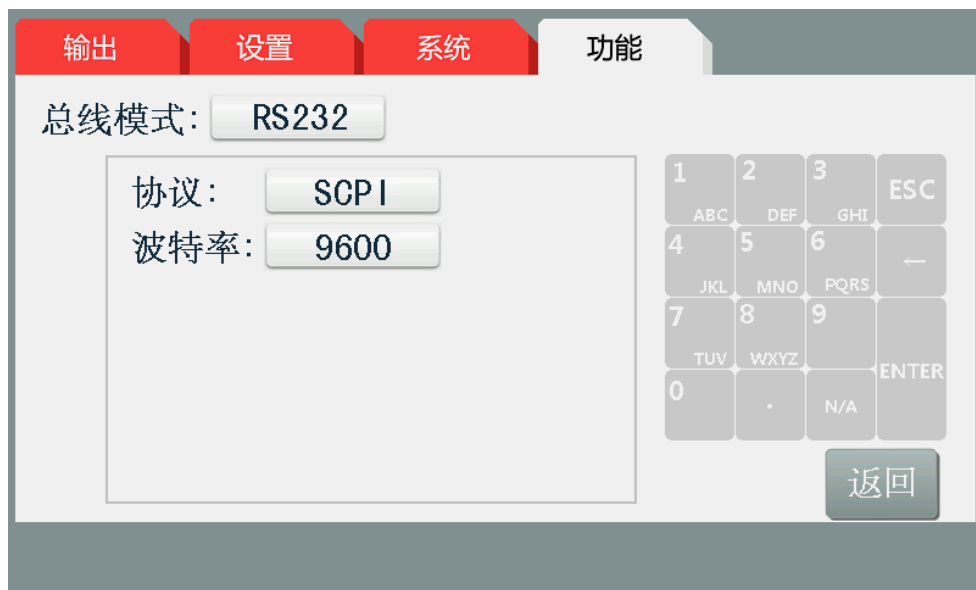 输出 设置 系统 功能
总线模式: RS232
协议: SCPI
波特率: 9600
1 ABC 2 DEF 3 GHI ESC
4 JKL 5 MNO 6 PQRS ←
7 TUV 8 WXYZ 9 ENTER
0 . N/A
返回